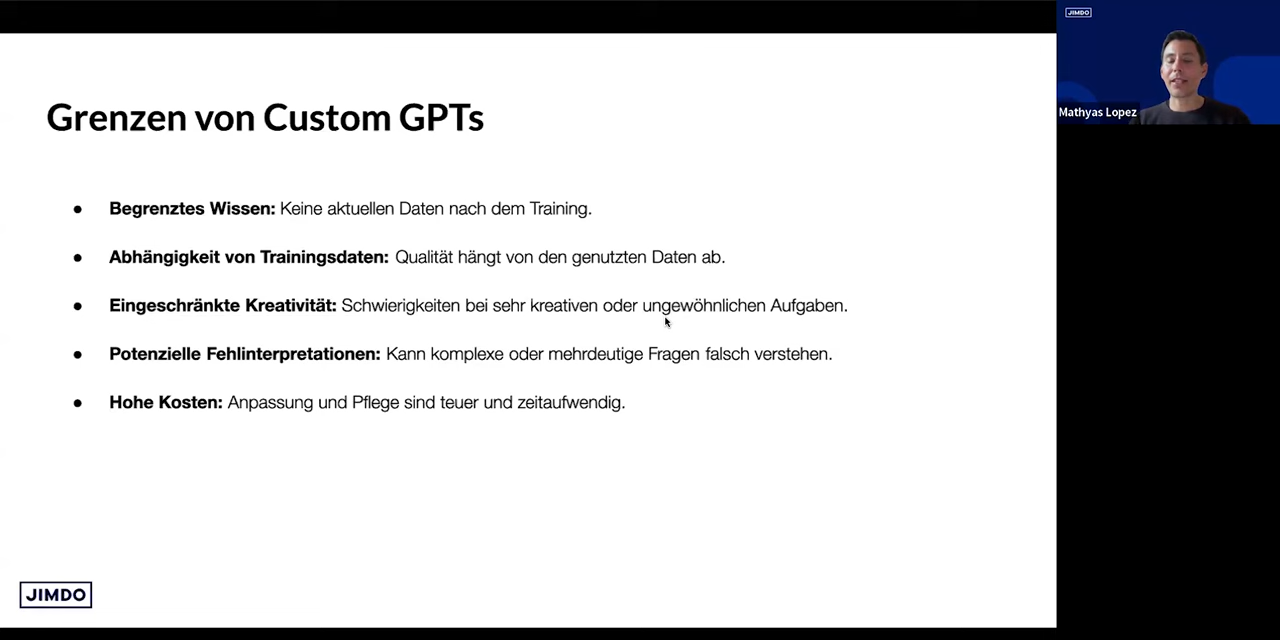 Grenzen von Custom GPTs
● Begrenztes Wissen: Keine aktuellen Daten nach dem Training.
● Abhängigkeit von Trainingsdaten: Qualität hängt von den genutzten Daten ab.
● Eingeschränkte Kreativität: Schwierigkeiten bei sehr kreativen oder ungewöhnlichen Aufgaben.
● Potenzielle Fehlinterpretationen: Kann komplexe oder mehrdeutige Fragen falsch verstehen.
● Hohe Kosten: Anpassung und Pflege sind teuer und zeitaufwendig.
JIMDO
JIMDO
Mathyas Lopez